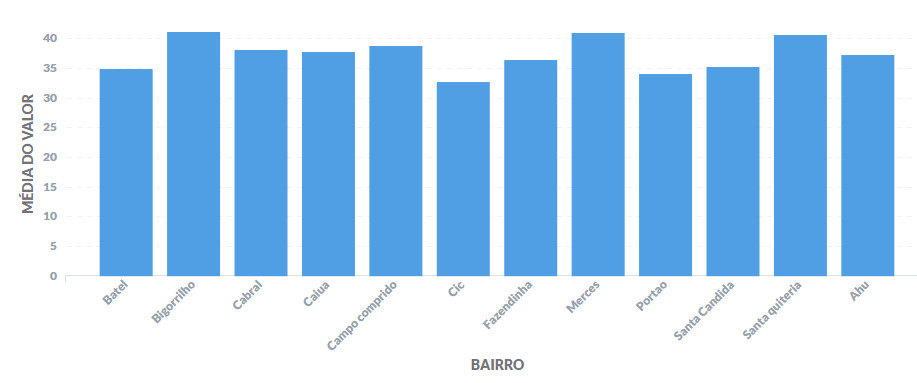 MÉDIA DO VALOR
40
35
30
25
20
15
10
5
0
Batel
Bigorrilho
Cabral
Caiua
Campo comprido
Cic
Fazendinha
Merces
Portao
Santa Candida
Santa quiteria
Ahu
BAIRRO